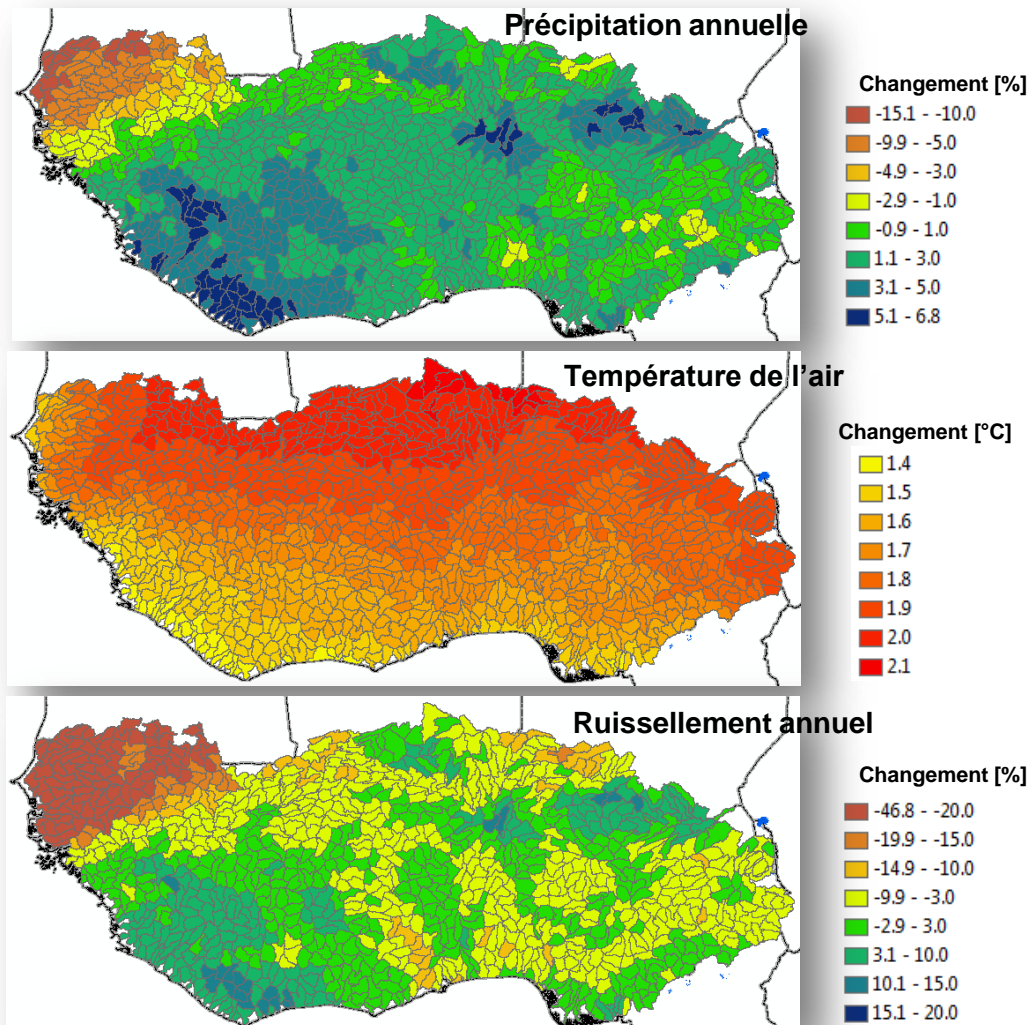 Précipitation annuelle
Changement [%]
-15.1 - -10.0
-9.9 - -5.0
-4.9 - -3.0
-2.9 - -1.0
-0.9 - 1.0
1.1 - 3.0
3.1 - 5.0
5.1 - 6.8
Température de l'air
Changement [°C]
1.4
1.5
1.6
1.7
1.8
1.9
2.0
2.1
Ruissellement annuel
Changement [%]
-46.8 - -20.0
-19.9 - -15.0
-14.9 - -10.0
-9.9 - -3.0
-2.9 - 3.0
3.1 - 10.0
10.1 - 15.0
15.1 - 20.0